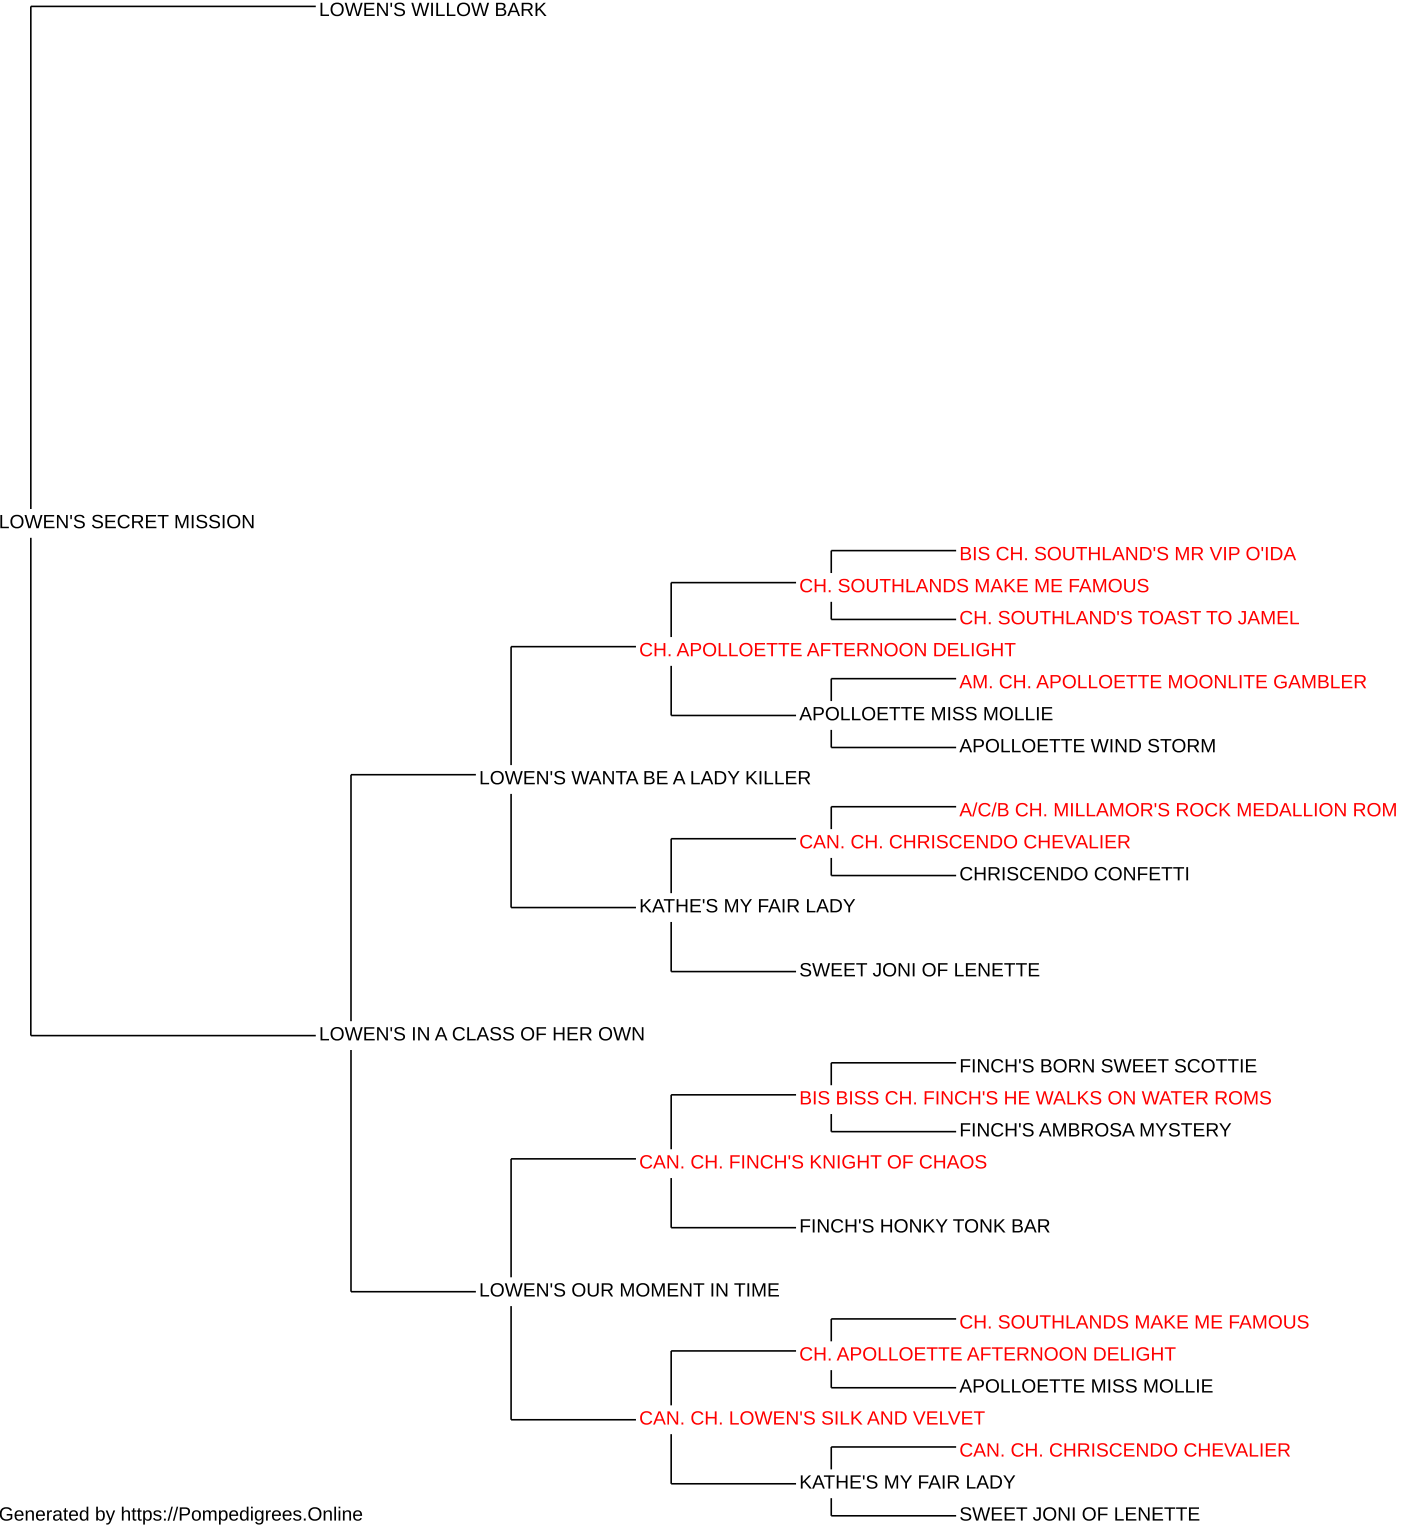 LOWEN'S WILLOW BARK
LOWEN'S SECRET MISSION
BIS CH. SOUTHLAND'S MR VIP O'IDA
CH. SOUTHLANDS MAKE ME FAMOUS
CH. SOUTHLAND'S TOAST TO JAMEL
CH. APOLLOETTE AFTERNOON DELIGHT
AM. CH. APOLLOETTE MOONLITE GAMBLER
APOLLOETTE MISS MOLLIE
APOLLOETTE WIND STORM
LOWEN'S WANTA BE A LADY KILLER
A/C/B CH. MILLAMOR'S ROCK MEDALLION ROM
CAN. CH. CHRISCENDO CHEVALIER
CHRISCENDO CONFETTI
KATHE'S MY FAIR LADY
SWEET JONI OF LENETTE
LOWEN'S IN A CLASS OF HER OWN
FINCH'S BORN SWEET SCOTTIE
BIS BISS CH. FINCH'S HE WALKS ON WATER ROMS
FINCH'S AMBROSA MYSTERY
CAN. CH. FINCH'S KNIGHT OF CHAOS
FINCH'S HONKY TONK BAR
LOWEN'S OUR MOMENT IN TIME
CH. SOUTHLANDS MAKE ME FAMOUS
CH. APOLLOETTE AFTERNOON DELIGHT
APOLLOETTE MISS MOLLIE
CAN. CH. LOWEN'S SILK AND VELVET
CAN. CH. CHRISCENDO CHEVALIER
KATHE'S MY FAIR LADY
SWEET JONI OF LENETTE
Generated by https://Pompedigrees.Online